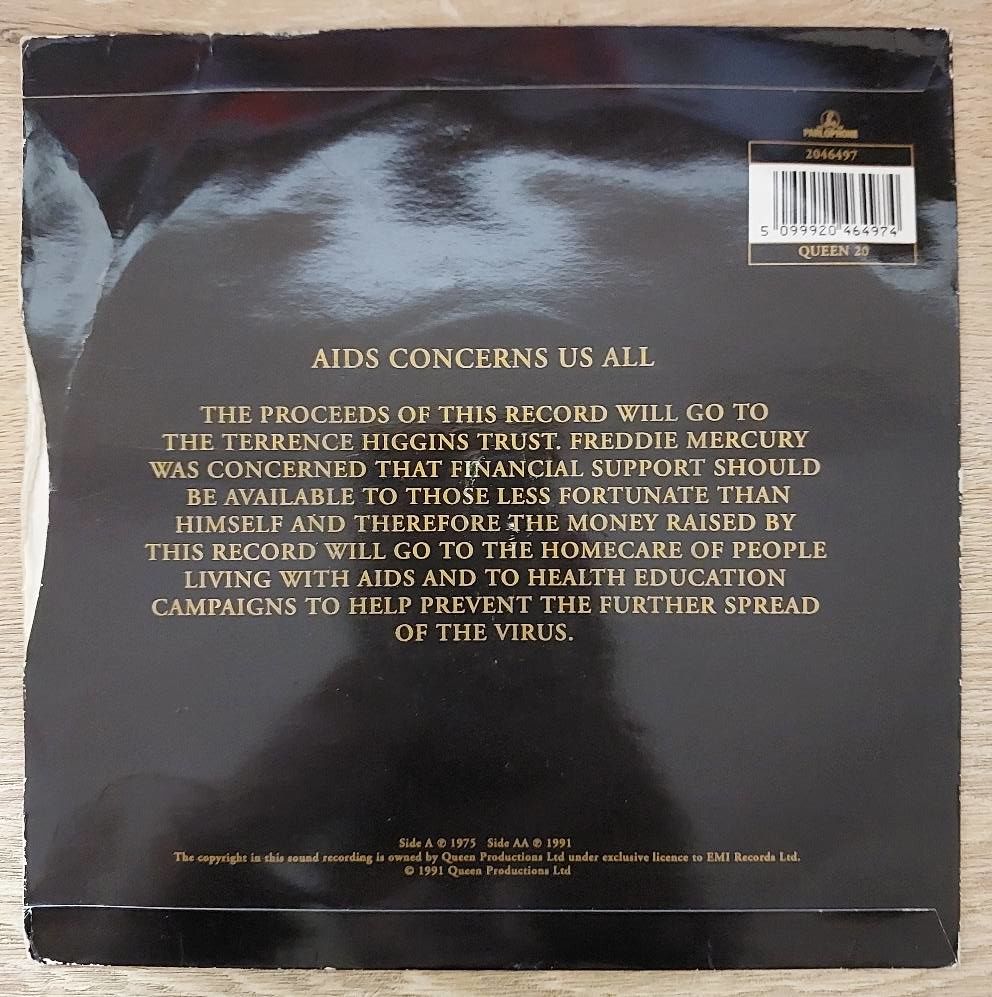 PARLOPHONE
2046497
5 099920 464974
QUEEN 20
AIDS CONCERNS US ALL
THE PROCEEDS OF THIS RECORD WILL GO TO
THE TERRENCE HIGGINS TRUST. FREDDIE MERCURY
WAS CONCERNED THAT FINANCIAL SUPPORT SHOULD
BE AVAILABLE TO THOSE LESS FORTUNATE THAN
HIMSELF AND THEREFORE THE MONEY RAISED BY
THIS RECORD WILL GO TO THE HOMECARE OF PEOPLE
LIVING WITH AIDS AND TO HEALTH EDUCATION
CAMPAIGNS TO HELP PREVENT THE FURTHER SPREAD
OF THE VIRUS.
Side A ℗ 1975 Side AA ℗ 1991
The copyright in this sound recording is owned by Queen Productions Ltd under exclusive licence to EMI Records Ltd.
© 1991 Queen Productions Ltd